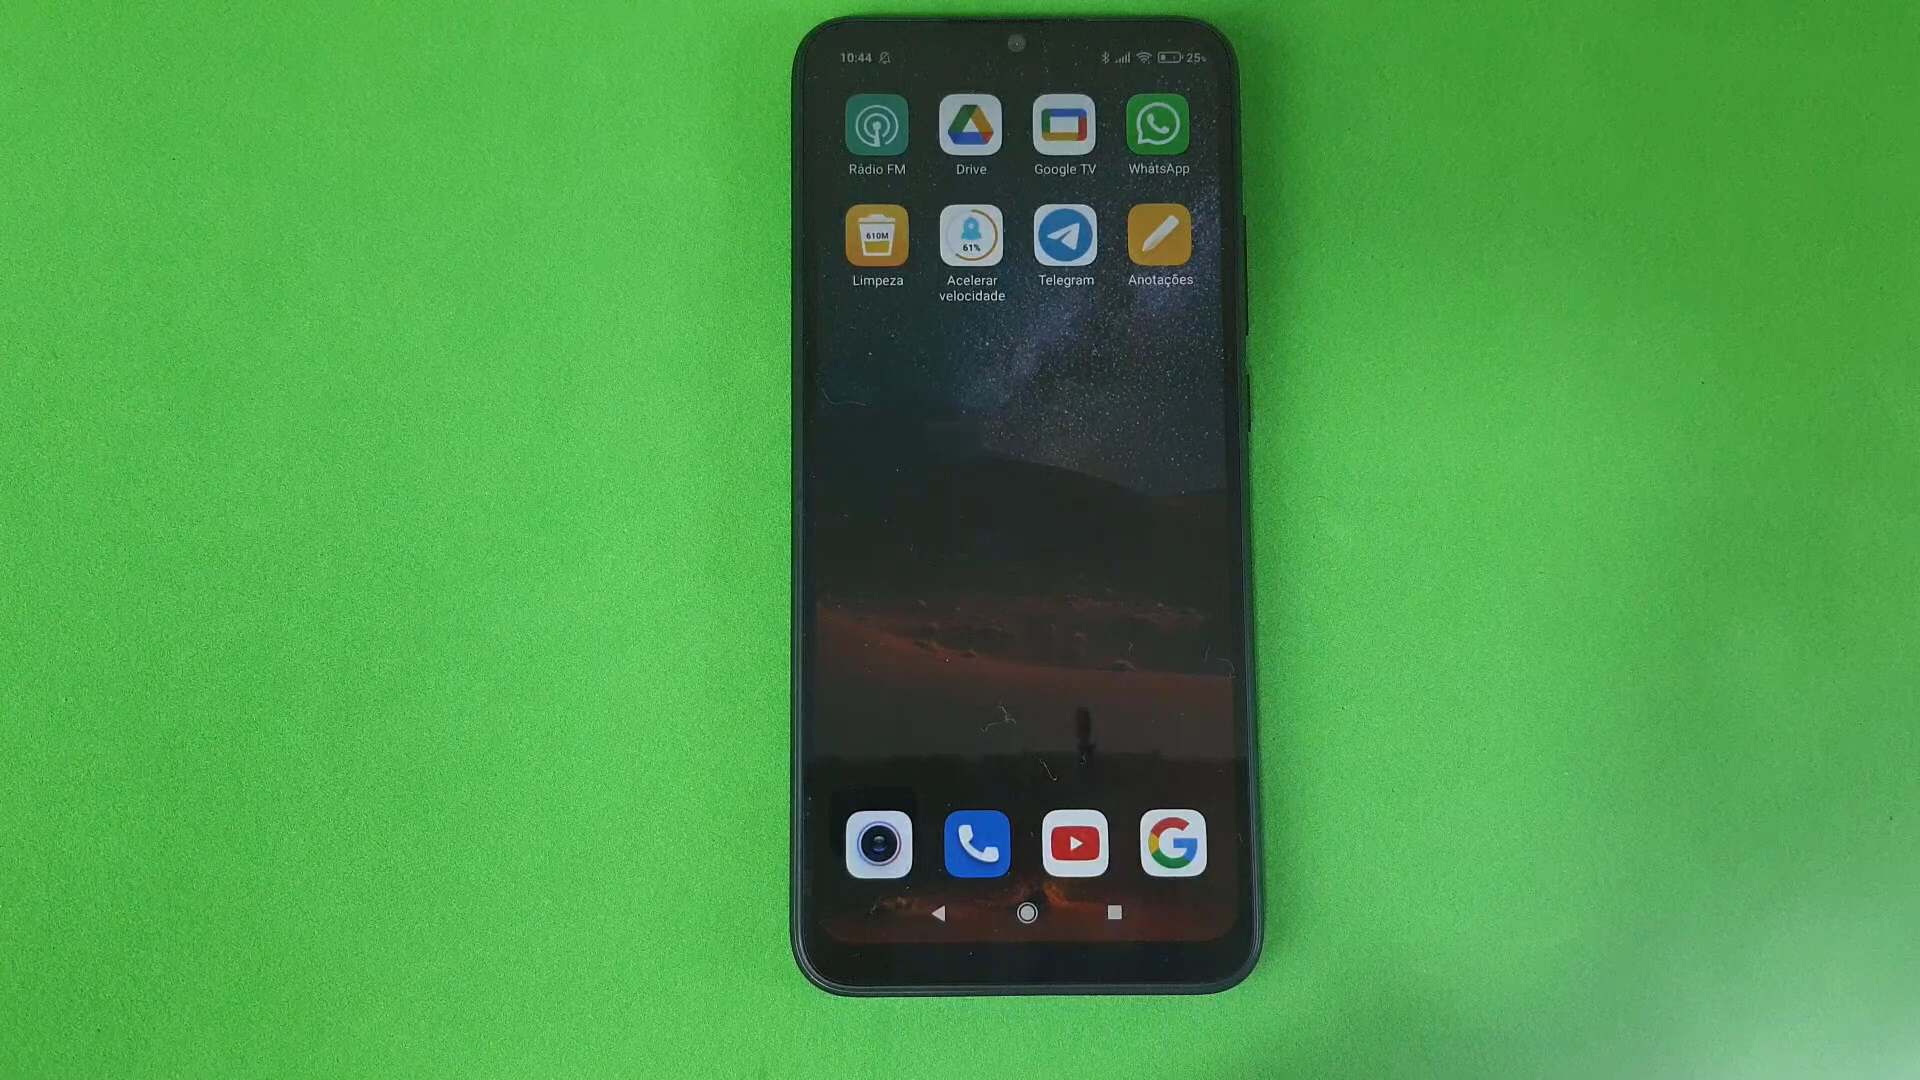 10:44 25%
Rádio FM Drive Google TV WhatsApp
610M 61%
Limpeza Acelerar velocidade Telegram Anotações